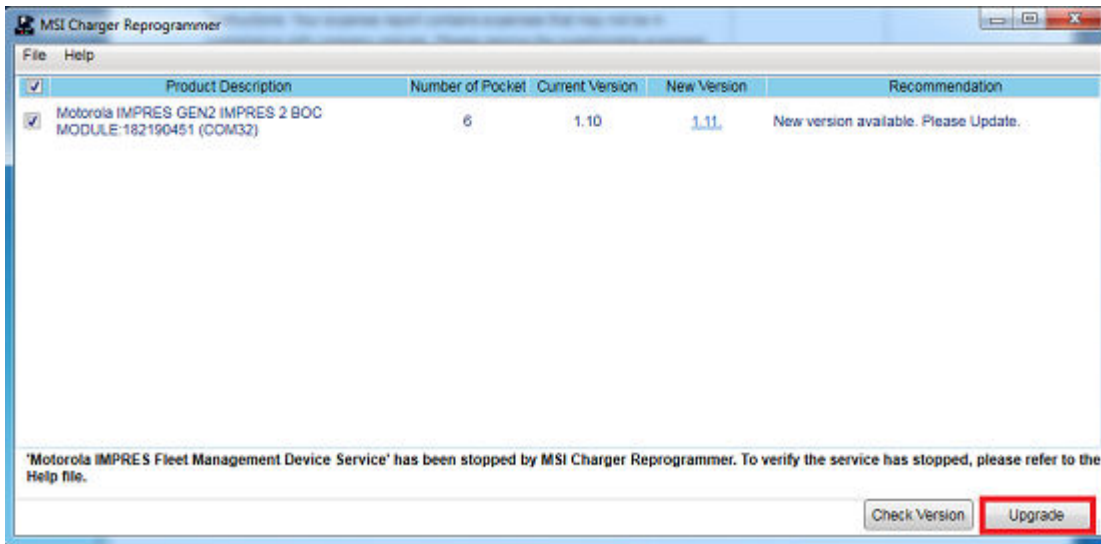 MSI Charger Reprogrammer
File Help
Product Description Number of Pocket Current Version New Version Recommendation
Motorola IMPRES GEN2 IMPRES 2 BOC
MODULE:182190451 (COM32) 6 1.10 1.11. New version available. Please Update.
'Motorola IMPRES Fleet Management Device Service' has been stopped by MSI Charger Reprogrammer. To verify the service has stopped, please refer to the
Help file.
Check Version Upgrade